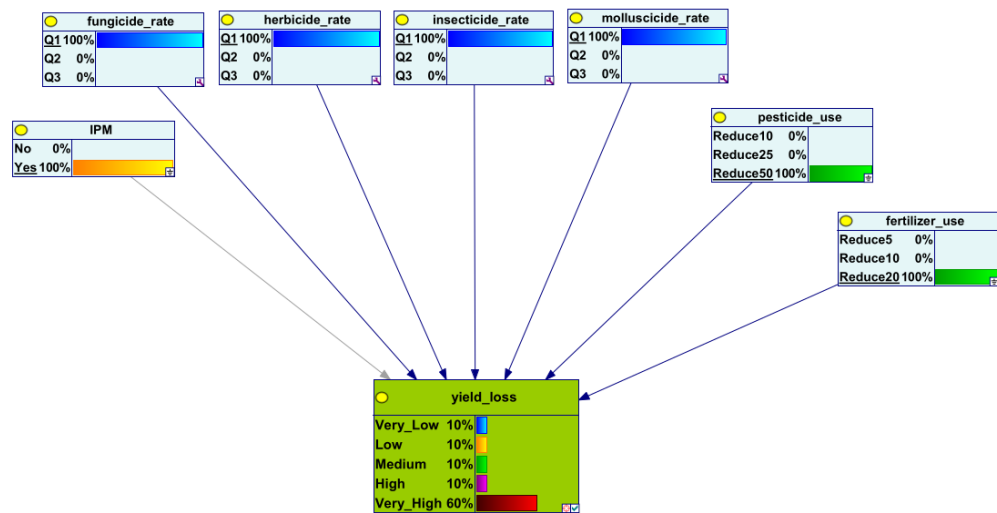 fungicide_rate
Q1 100%
Q2 0%
Q3 0%
herbicide_rate
Q1 100%
Q2 0%
Q3 0%
insecticide_rate
Q1 100%
Q2 0%
Q3 0%
molluscicide_rate
Q1 100%
Q2 0%
Q3 0%
IPM
No 0%
Yes 100%
pesticide_use
Reduce10 0%
Reduce25 0%
Reduce50 100%
fertilizer_use
Reduce5 0%
Reduce10 0%
Reduce20 100%
yield_loss
Very_Low 10%
Low 10%
Medium 10%
High 10%
Very_High 60%